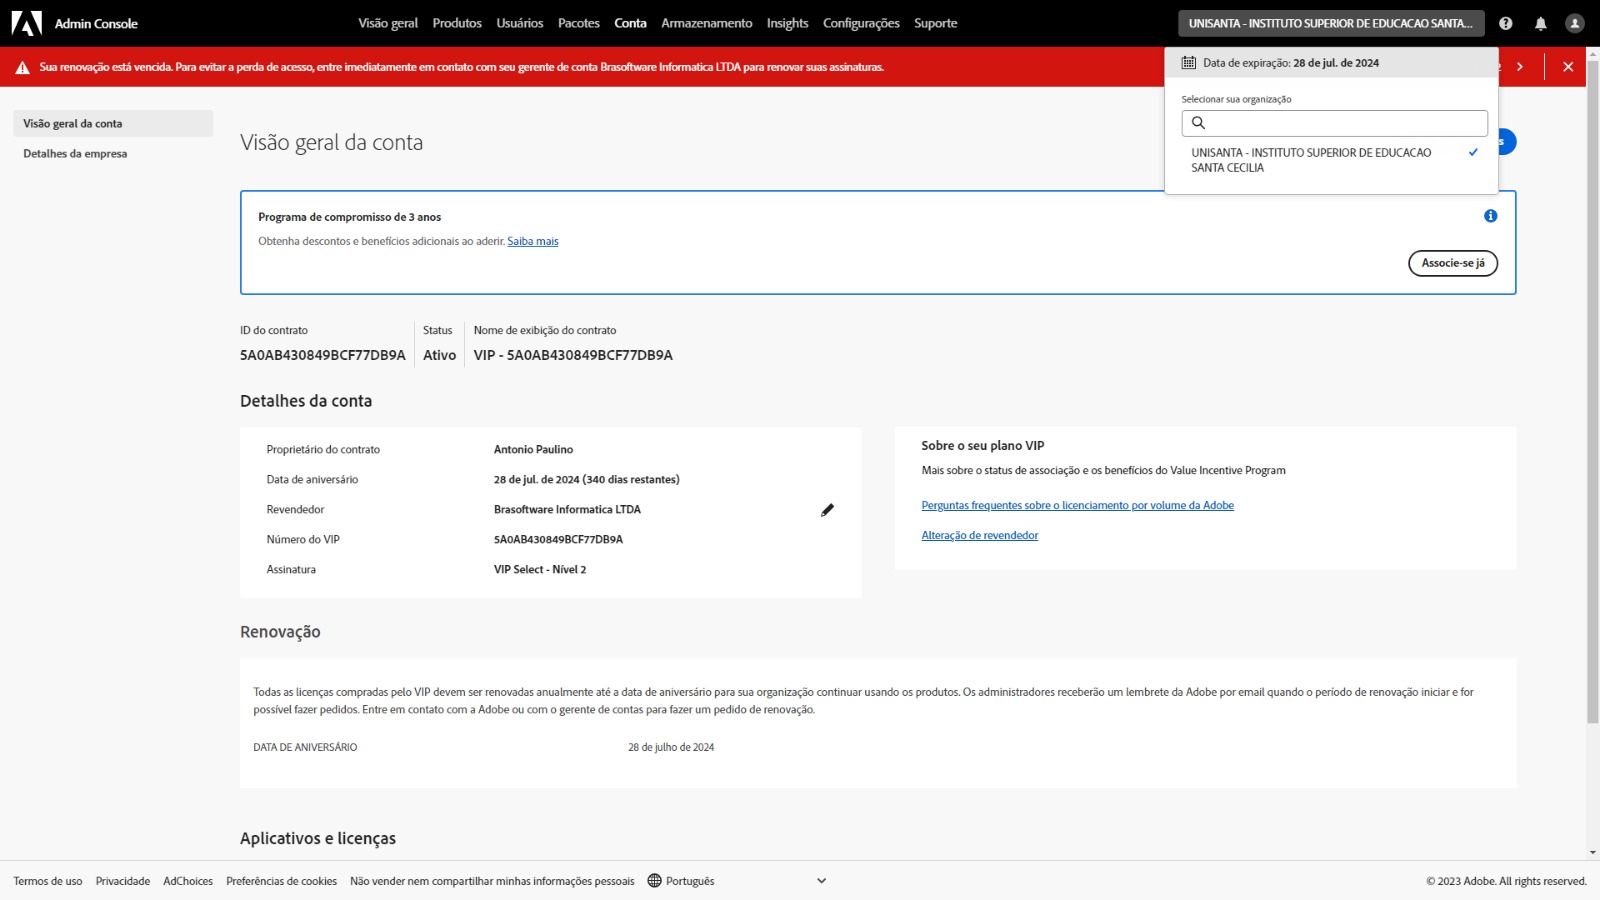 Admin Console
Visão geral
Produtos
Usuários
Pacotes
Conta
Armazenamento
Insights
Configurações
Suporte
UNISANTA - INSTITUTO SUPERIOR DE EDUCACAO SANTA...
Sua renovação está vencida. Para evitar a perda de acesso, entre imediatamente em contato com seu gerente de conta Brasoftware Informatica LTDA para renovar suas assinaturas.
Data de expiração: 28 de jul. de 2024
Selecionar sua organização
UNISANTA - INSTITUTO SUPERIOR DE EDUCACAO
SANTA CECILIA
Visão geral da conta
Detalhes da empresa
Visão geral da conta
Programa de compromisso de 3 anos
Obtenha descontos e benefícios adicionais ao aderir. Saiba mais
Associe-se já
ID do contrato
Status
Nome de exibição do contrato
5A0AB430849BCF77DB9A
Ativo
VIP - 5A0AB430849BCF77DB9A
Detalhes da conta
Proprietário do contrato
Antonio Paulino
Data de aniversário
28 de jul. de 2024 (340 dias restantes)
Revendedor
Brasoftware Informatica LTDA
Número do VIP
5A0AB430849BCF77DB9A
Assinatura
VIP Select - Nível 2
Sobre o seu plano VIP
Mais sobre o status de associação e os benefícios do Value Incentive Program
Perguntas frequentes sobre o licenciamento por volume da Adobe
Alteração de revendedor
Renovação
Todas as licenças compradas pelo VIP devem ser renovadas anualmente até a data de aniversário para sua organização continuar usando os produtos. Os administradores receberão um lembrete da Adobe por email quando o período de renovação iniciar e for
possível fazer pedidos. Entre em contato com a Adobe ou com o gerente de contas para fazer um pedido de renovação.
DATA DE ANIVERSÁRIO
28 de julho de 2024
Aplicativos e licenças
Termos de uso
Privacidade
AdChoices
Preferências de cookies
Não vender nem compartilhar minhas informações pessoais
Português
© 2023 Adobe. All rights reserved.